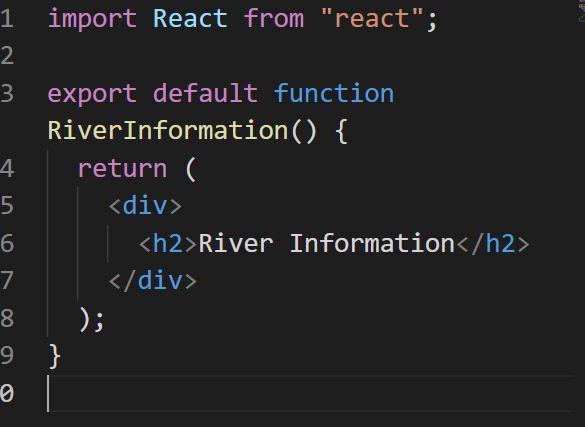 1 import React from "react";
2
3 export default function
RiverInformation() {
4 return (
5 <div>
6 <h2>River Information</h2>
7 </div>
8 );
9 }
0